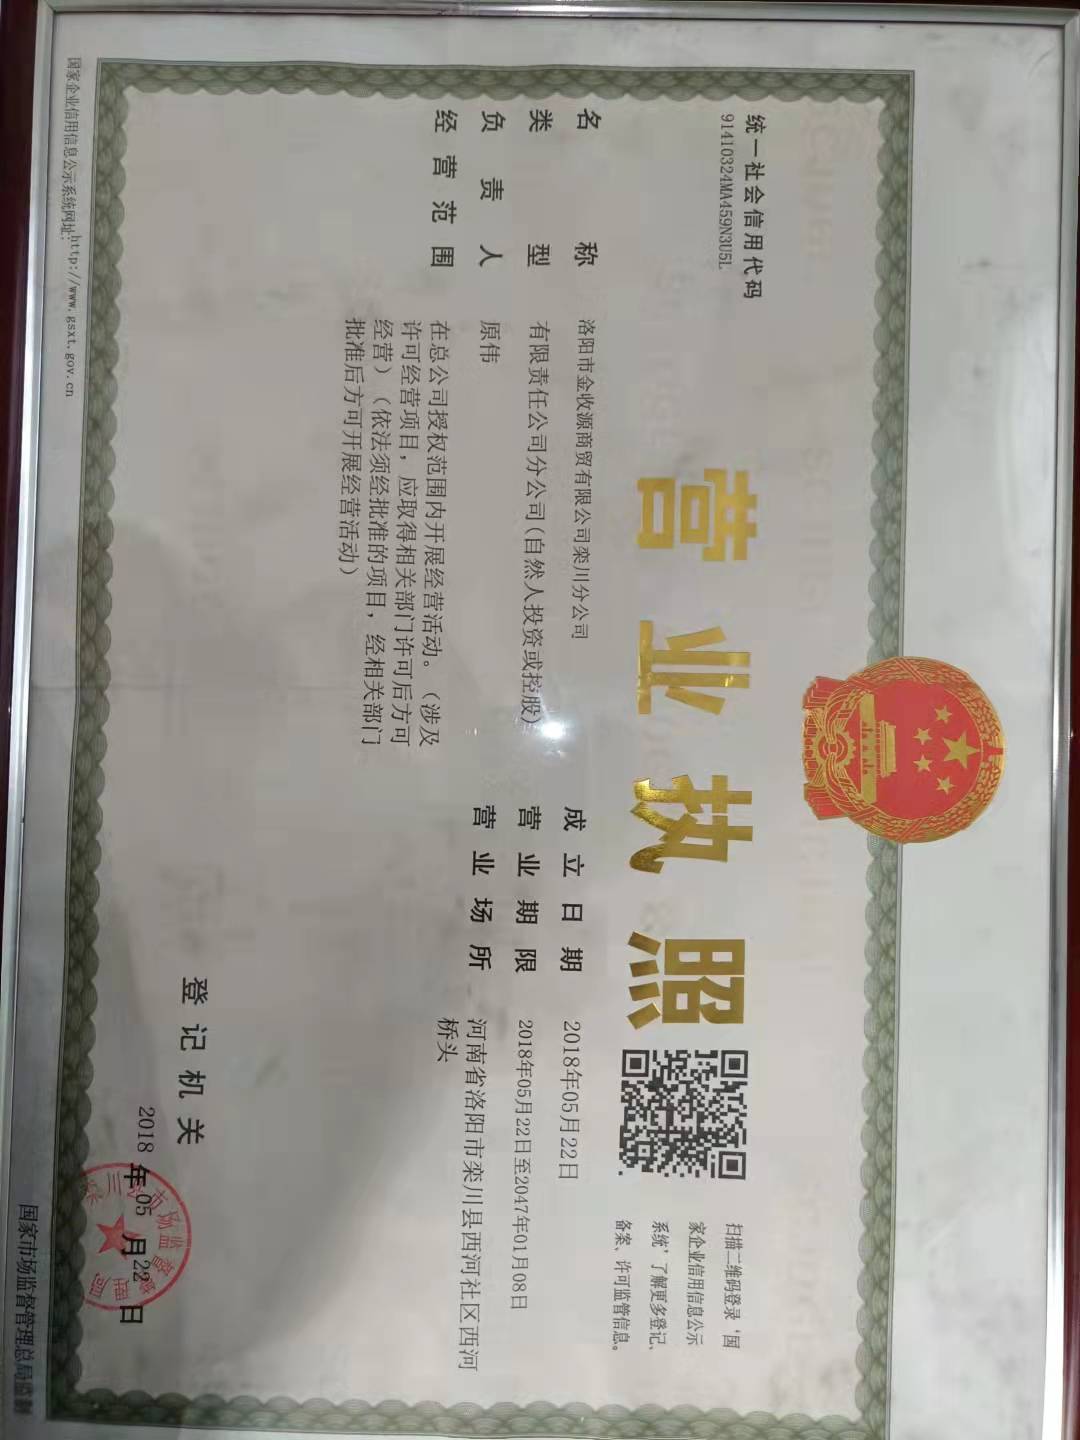 统一社会信用代码
91410324MA459N3U5L
营业执照
扫描二维码登录‘国
家企业信用信息公示
系统’了解更多登记、
备案、许可监管信息。
名称 洛阳市金收源商贸有限公司栾川分公司
类型 有限责任公司分公司(自然人投资或控股)
负责人 原伟
经营范围 在总公司授权范围内开展经营活动。(涉及
许可经营项目,应取得相关部门许可后方可
经营)(依法须经批准的项目,经相关部门
批准后方可开展经营活动)
成立日期 2018年05月22日
营业期限 2018年05月22日至2047年01月08日
营业场所 河南省洛阳市栾川县西河社区西河
桥头
登记机关
2018年05月22日
国家企业信用信息公示系统网址:http://www.gsxt.gov.cn
国家市场监督管理总局监制